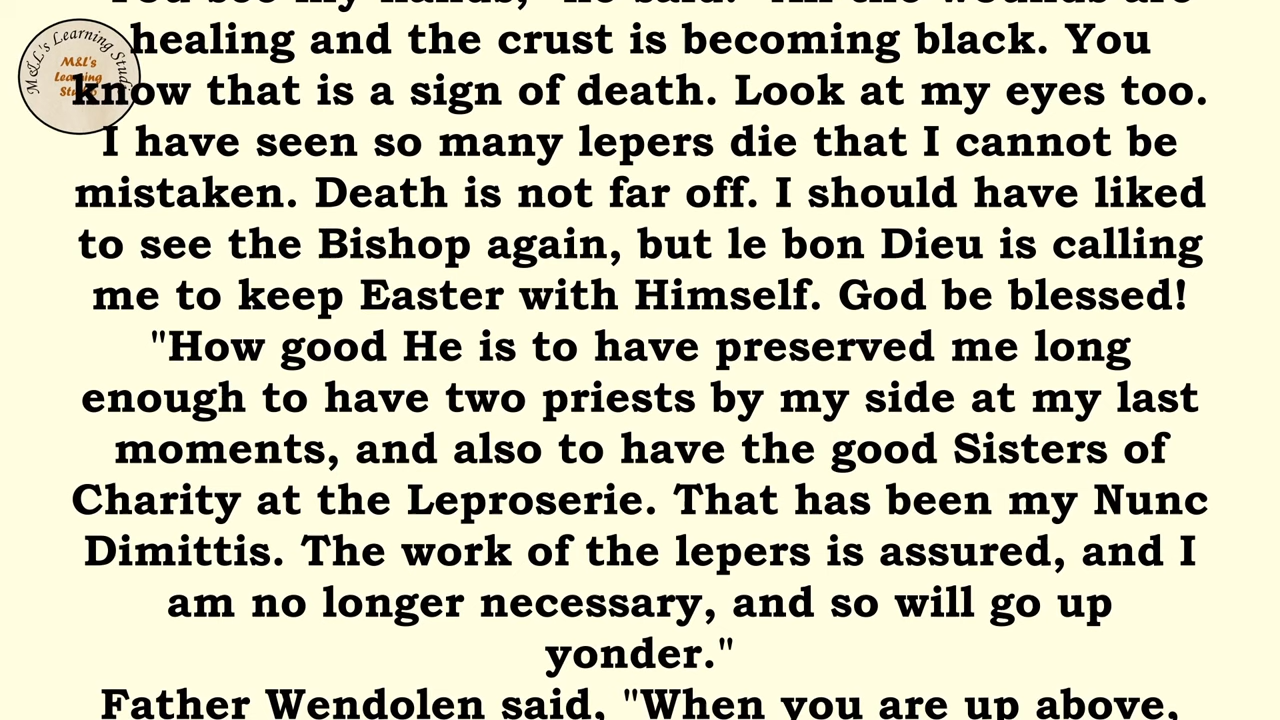 M&L's Learning Studio
M&L's
Learning
Studio
"You see my hands," he said. "All the wounds are
healing and the crust is becoming black. You
know that is a sign of death. Look at my eyes too.
I have seen so many lepers die that I cannot be
mistaken. Death is not far off. I should have liked
to see the Bishop again, but le bon Dieu is calling
me to keep Easter with Himself. God be blessed!
"How good He is to have preserved me long
enough to have two priests by my side at my last
moments, and also to have the good Sisters of
Charity at the Leproserie. That has been my Nunc
Dimittis. The work of the lepers is assured, and I
am no longer necessary, and so will go up
yonder."
Father Wendolen said, "When you are up above,